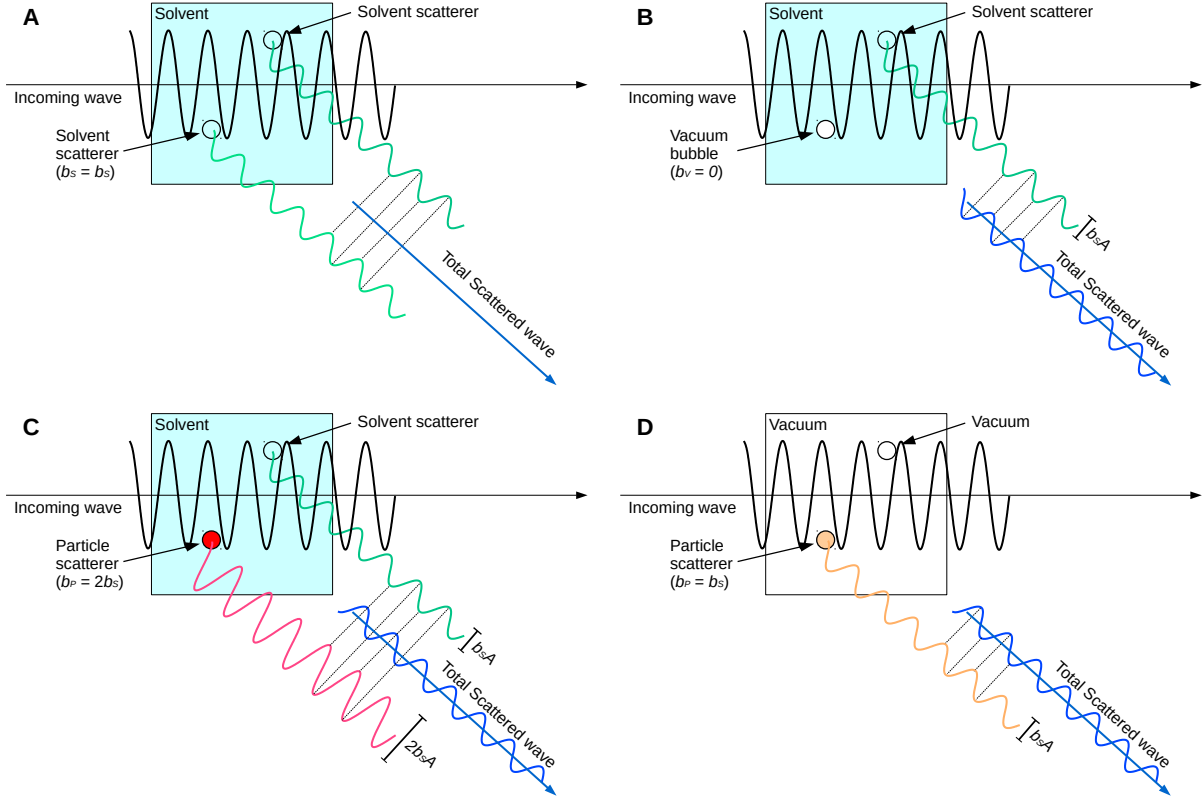 A
Solvent
Solvent scatterer
Incoming wave
Solvent
scatterer
(bS = bS)
Total Scattered wave
B
Solvent
Solvent scatterer
Incoming wave
Vacuum
bubble
(bV = 0)
bSA
Total Scattered wave
C
Solvent
Solvent scatterer
Incoming wave
Particle
scatterer
(bP = 2bS)
bSA
2bSA
Total Scattered wave
D
Vacuum
Vacuum
Incoming wave
Particle
scatterer
(bP = bS)
bSA
Total Scattered wave